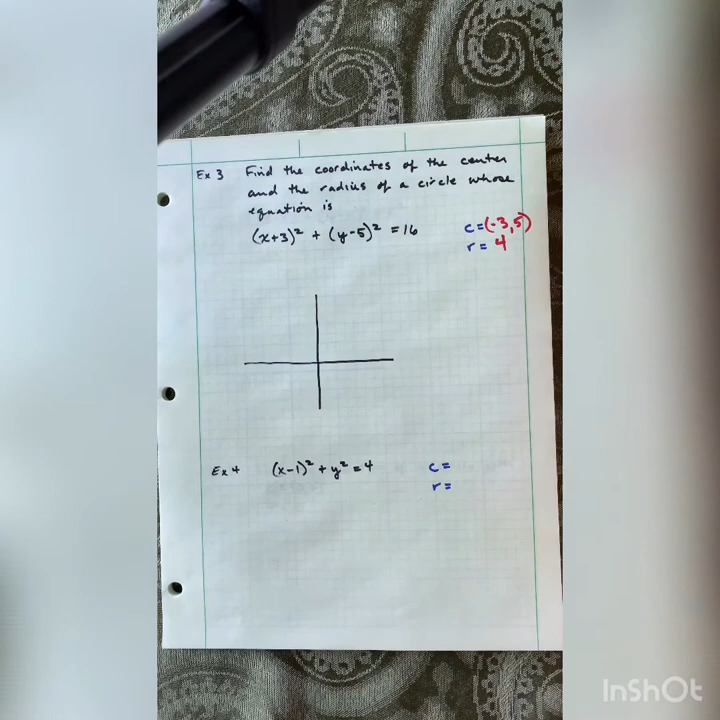 Ex 3 Find the coordinates of the center
and the radius of a circle whose
equation is
(x+3)² + (y-5)² = 16
c = (-3,5)
r = 4
Ex 4 (x-1)² + y² = 4
c =
r =
InShOt